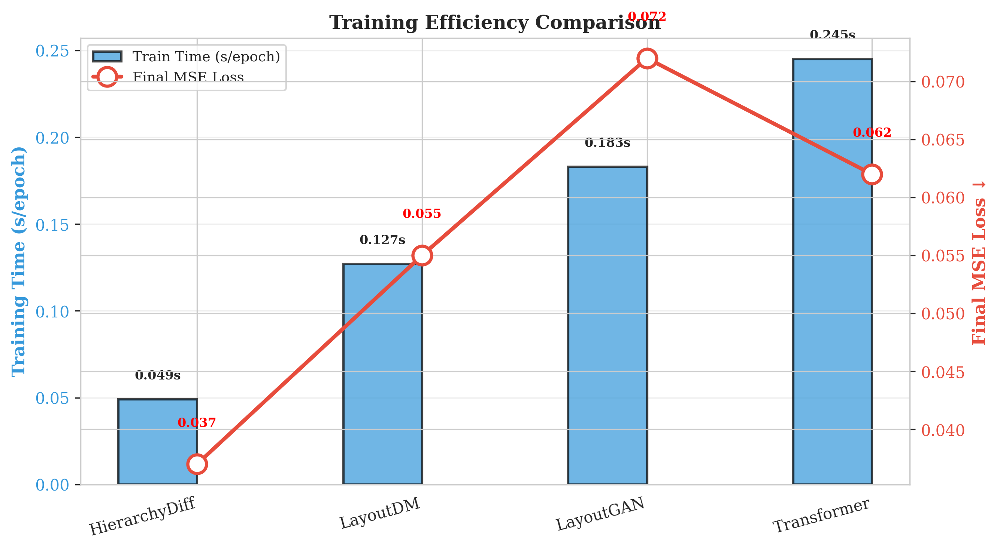 Training Efficiency Comparison
0.072
0.245s
Train Time (s/epoch)
Final MSE Loss
0.25
0.20
0.15
0.10
0.05
0.00
Training Time (s/epoch)
0.070
0.065
0.060
0.055
0.050
0.045
0.040
Final MSE Loss ↓
0.062
0.183s
0.055
0.127s
0.049s
0.037
HierarchyDiff
LayoutDM
LayoutGAN
Transformer